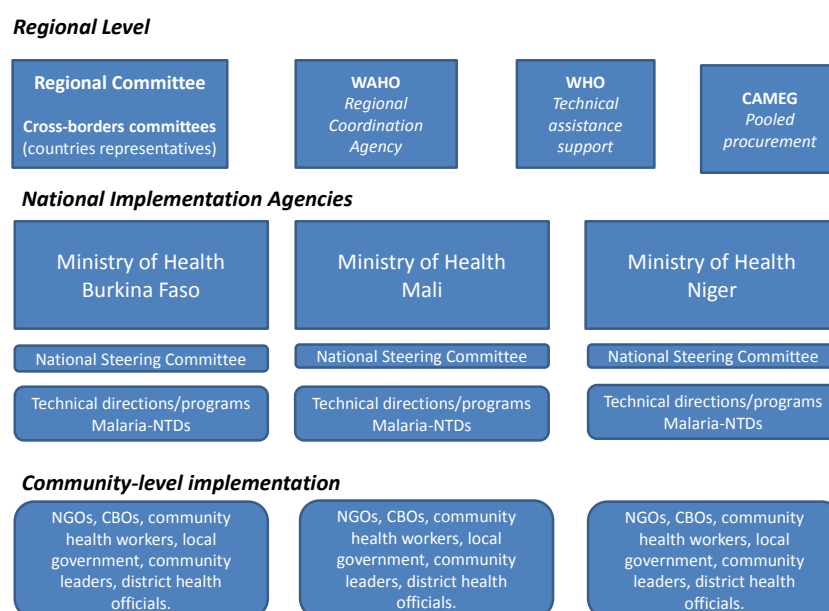 Regional Level
Regional Committee
Cross-borders committees
(countries representatives)
WAHO
Regional
Coordination
Agency
WHO
Technical
assistance
support
CAMEG
Pooled
procurement
National Implementation Agencies
Ministry of Health
Burkina Faso
Ministry of Health
Mali
Ministry of Health
Niger
National Steering Committee
National Steering Committee
National Steering Committee
Technical directions/programs
Malaria-NTDs
Technical directions/programs
Malaria-NTDs
Technical directions/programs
Malaria-NTDs
Community-level implementation
NGOs, CBOs, community
health workers, local
government, community
leaders, district health
officials.
NGOs, CBOs, community
health workers, local
government, community
leaders, district health
officials.
NGOs, CBOs, community
health workers, local
government, community
leaders, district health
officials.